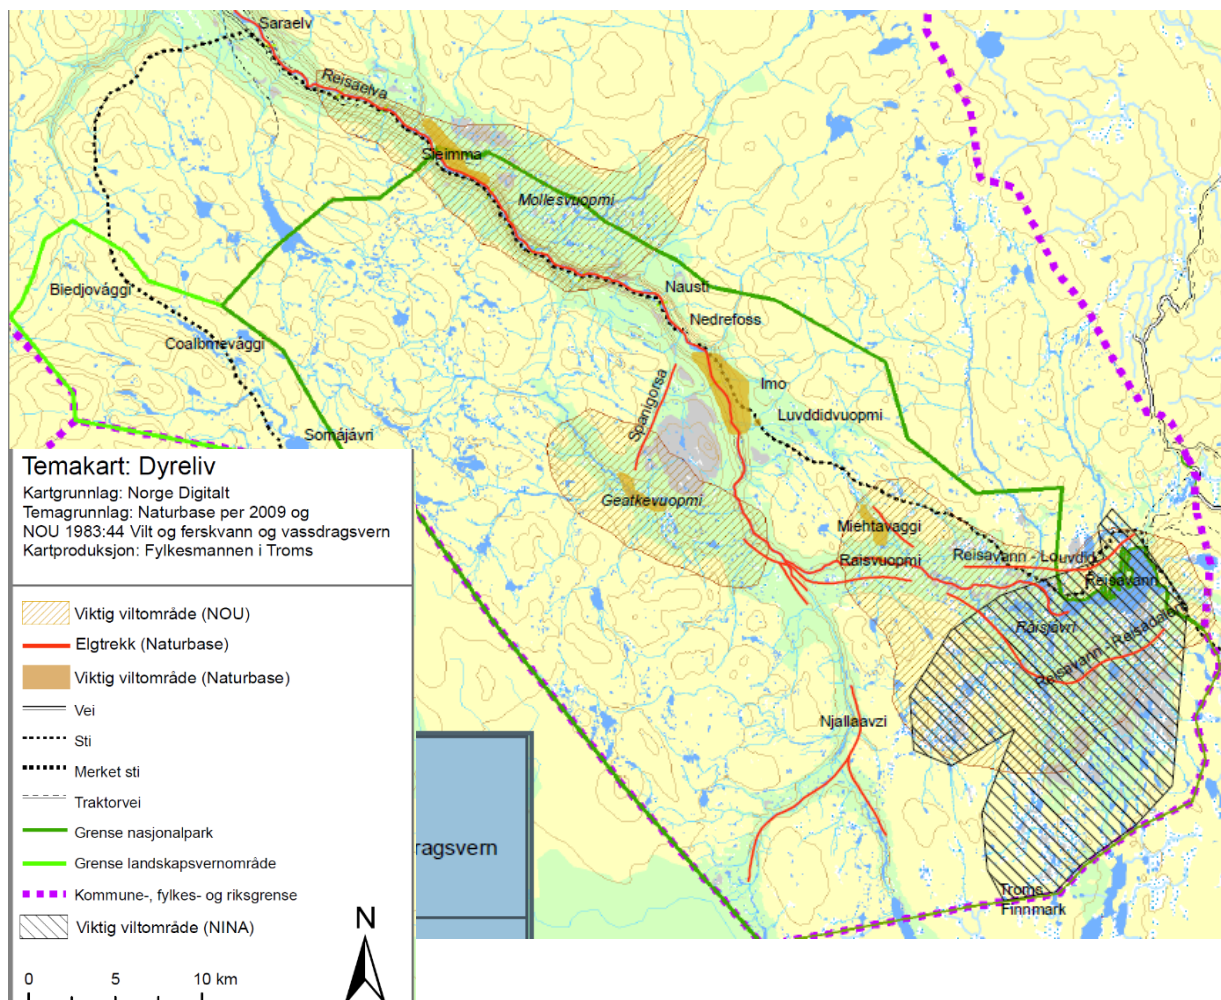 Saraelv
Reisaelva
Sleimma
Mollesvuopmi
Biedjovággi
Nausti
Nedrefoss
Coalbmevággi
Imo
Spanigorsa
Luvddidvuopmi
Somájávri
Geatkevuopmi
Miehtavaggi
Reisavann - Louvdid
Raisvuopmi
Reisavann
Ráisjávri
Reisavann - Reisadalen
Njallaavzi
Troms
Finnmark
ragsvern
Temakart: Dyreliv
Kartgrunnlag: Norge Digitalt
Temagrunnlag: Naturbase per 2009 og
NOU 1983:44 Vilt og ferskvann og vassdragsvern
Kartproduksjon: Fylkesmannen i Troms
Viktig viltområde (NOU)
Elgtrekk (Naturbase)
Viktig viltområde (Naturbase)
Vei
Sti
Merket sti
Traktorvei
Grense nasjonalpark
Grense landskapsvernområde
Kommune-, fylkes- og riksgrense
Viktig viltområde (NINA)
N
0 5 10 km